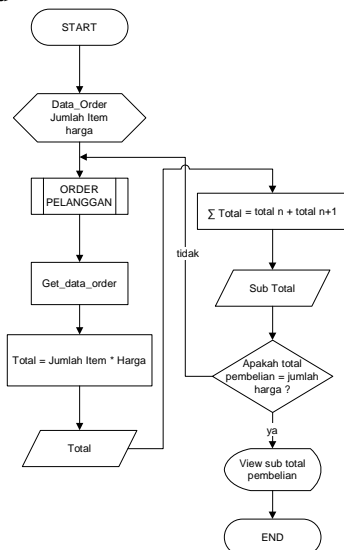 START
Data_Order
Jumlah Item
harga
ORDER
PELANGGAN
Get_data_order
Total = Jumlah Item * Harga
Total
∑ Total = total n + total n+1
tidak
Sub Total
Apakah total
pembelian = jumlah
harga ?
ya
View sub total
pembelian
END